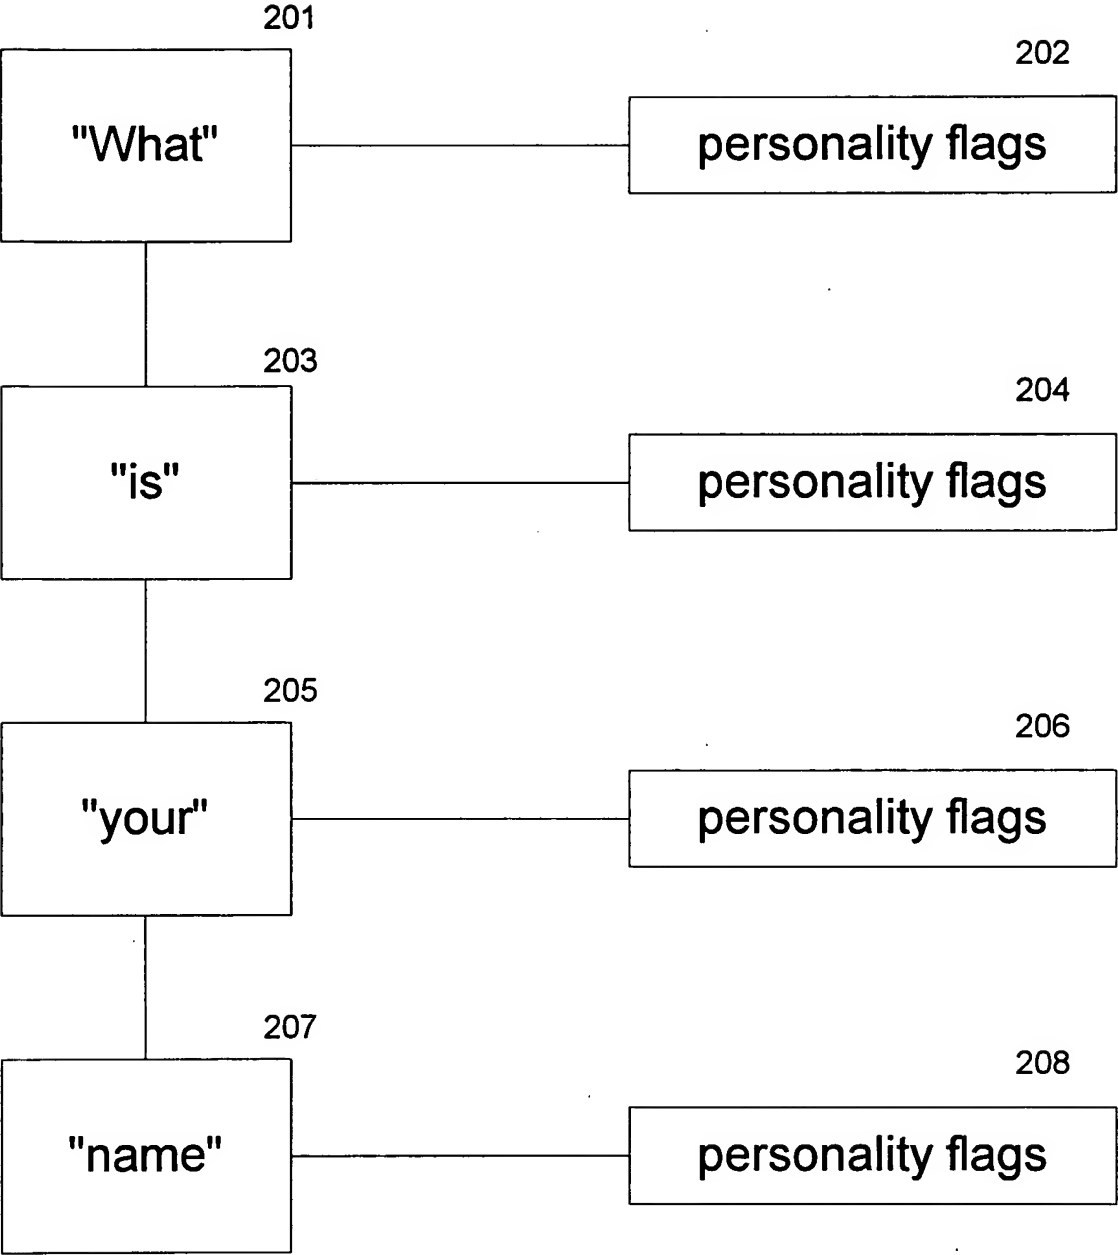 201
202
"What"
personality flags
203
204
"is"
personality flags
205
206
"your"
personality flags
207
208
"name"
personality flags